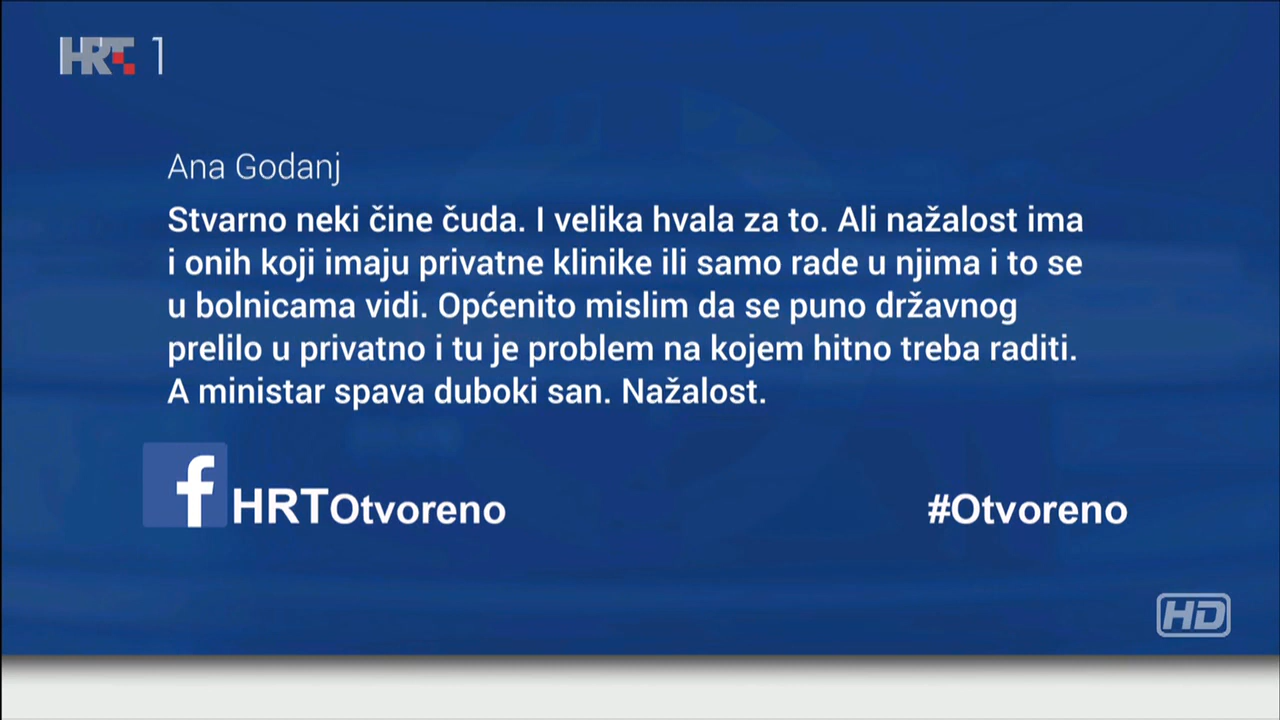 HRT 1
Ana Godanj
Stvarno neki čine čuda. I velika hvala za to. Ali nažalost ima
i onih koji imaju privatne klinike ili samo rade u njima i to se
u bolnicama vidi. Općenito mislim da se puno državnog
prelilo u privatno i tu je problem na kojem hitno treba raditi.
A ministar spava duboki san. Nažalost.
f HRTOtvoreno
#Otvoreno
HD